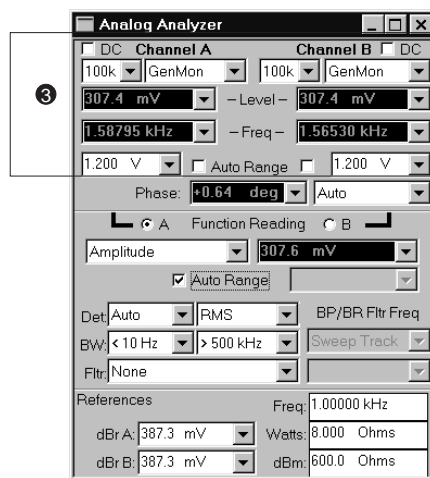 Analog Analyzer
DC Channel A Channel B DC
100k GenMon 100k GenMon
❸
307.4 mV – Level – 307.4 mV
1.58795 kHz – Freq – 1.56530 kHz
1.200 V Auto Range 1.200 V
Phase: +0.64 deg Auto
A Function Reading B
Amplitude 307.6 mV
Auto Range
Det: Auto RMS BP/BR Fltr Freq
BW: < 10 Hz > 500 kHz Sweep Track
Fltr: None
References Freq: 1.00000 kHz
dBr A: 387.3 mV Watts: 8.000 Ohms
dBr B: 387.3 mV dBm: 600.0 Ohms